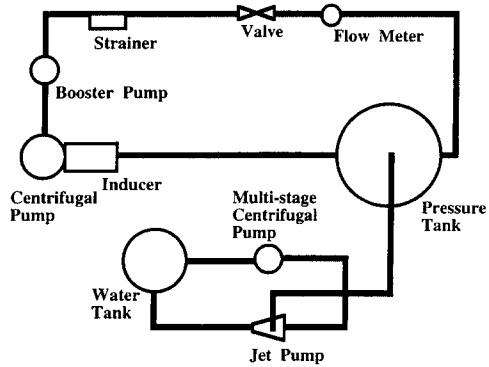 Strainer
Valve
Flow Meter
Booster Pump
Centrifugal
Pump
Inducer
Multi-stage
Centrifugal
Pump
Pressure
Tank
Water
Tank
Jet Pump